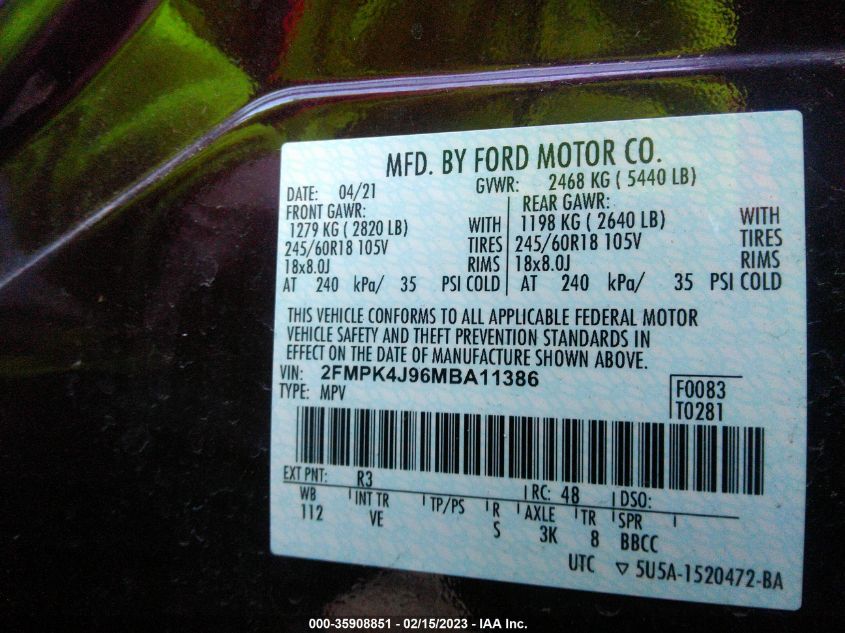 MFD. BY FORD MOTOR CO.
DATE: 04/21 GVWR: 2468 KG ( 5440 LB)
FRONT GAWR: REAR GAWR:
1279 KG ( 2820 LB) WITH 1198 KG ( 2640 LB) WITH
245/60R18 105V TIRES 245/60R18 105V TIRES
18x8.0J RIMS 18x8.0J RIMS
AT 240 kPa/ 35 PSI COLD AT 240 kPa/ 35 PSI COLD
THIS VEHICLE CONFORMS TO ALL APPLICABLE FEDERAL MOTOR
VEHICLE SAFETY AND THEFT PREVENTION STANDARDS IN
EFFECT ON THE DATE OF MANUFACTURE SHOWN ABOVE.
VIN: 2FMPK4J96MBA11386
TYPE: MPV
F0083
T0281
EXT PNT: R3 RC: 48 DSO:
WB INT TR TP/PS R AXLE TR SPR
112 VE S 3K 8 BBCC
UTC ▽ 5U5A-1520472-BA
000-35908851 - 02/15/2023 - IAA Inc.